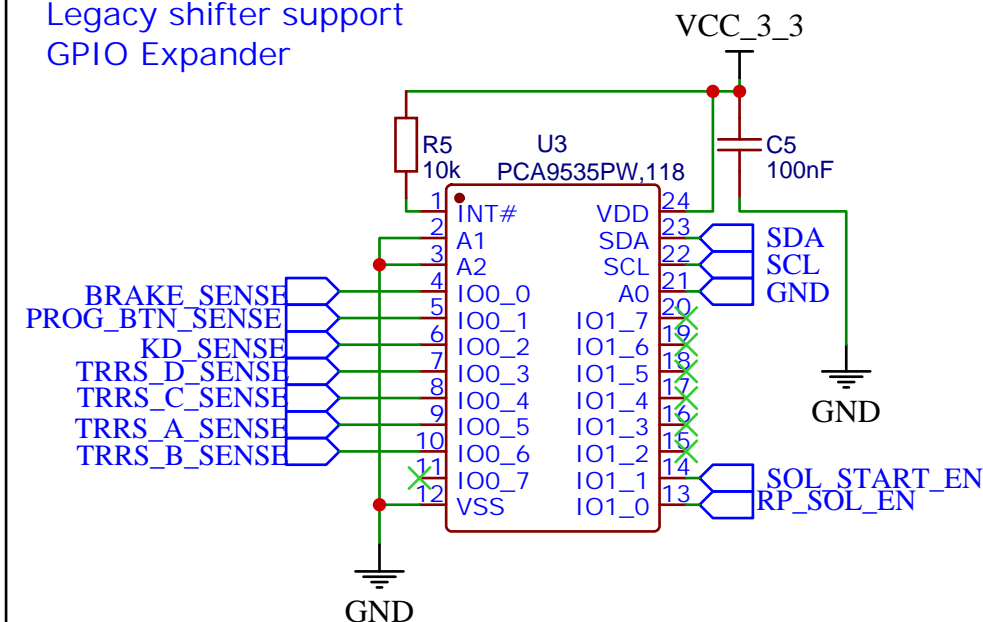 Legacy shifter support
GPIO Expander
VCC_3_3
R5
10k
U3
PCA9535PW,118
C5
100nF
1 INT# VDD 24
2 A1 SDA 23 SDA
3 A2 SCL 22 SCL
BRAKE_SENSE 4 IO0_0 A0 21 GND
PROG_BTN_SENSE 5 IO0_1 IO1_7 20
KD_SENSE 6 IO0_2 IO1_6 19
TRRS_D_SENSE 7 IO0_3 IO1_5 18
TRRS_C_SENSE 8 IO0_4 IO1_4 17
TRRS_A_SENSE 9 IO0_5 IO1_3 16
TRRS_B_SENSE 10 IO0_6 IO1_2 15
11 IO0_7 IO1_1 14 SOL_START_EN
12 VSS IO1_0 13 RP_SOL_EN
GND
GND